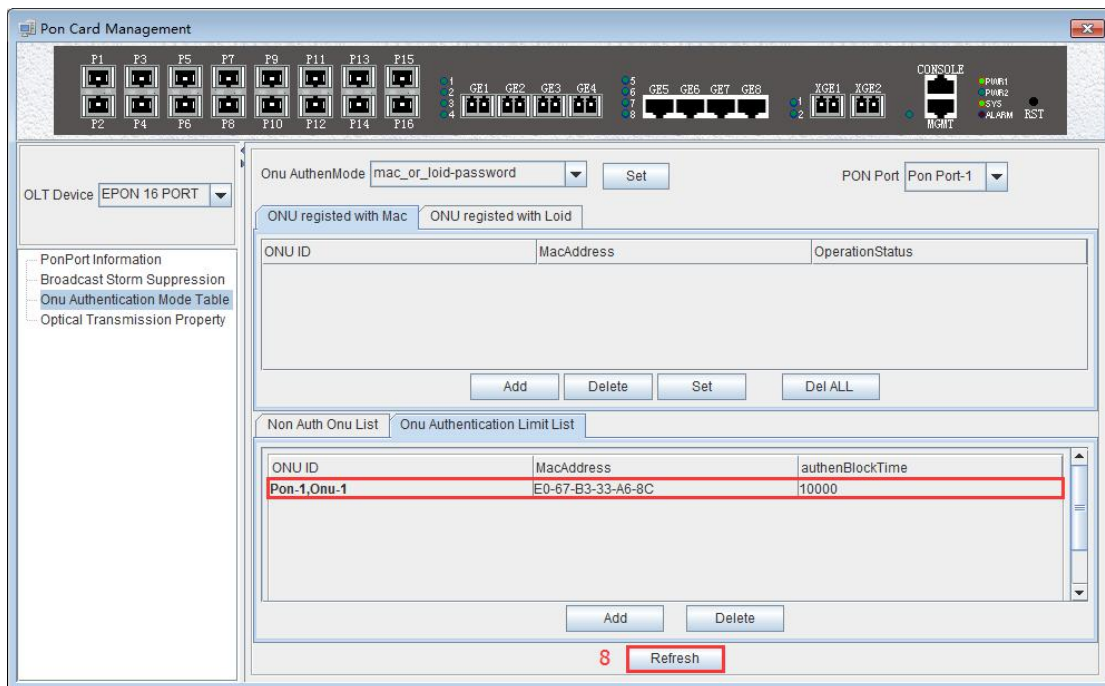 Pon Card Management
P1 P3 P5 P7 P9 P11 P13 P15
P2 P4 P6 P8 P10 P12 P14 P16
1
2
3
4
GE1 GE2 GE3 GE4
5
6
7
8
GE5 GE6 GE7 GE8
1
2
XGE1 XGE2
CONSOLE
MGMT
PWR1
PWR2
SYS
ALARM
RST
OLT Device EPON 16 PORT
PonPort Information
Broadcast Storm Suppression
Onu Authentication Mode Table
Optical Transmission Property
Onu AuthenMode mac_or_loid-password Set PON Port Pon Port-1
ONU registed with Mac ONU registed with Loid
ONU ID MacAddress OperationStatus
Add Delete Set Del ALL
Non Auth Onu List Onu Authentication Limit List
ONU ID MacAddress authenBlockTime
Pon-1,Onu-1 E0-67-B3-33-A6-8C 10000
Add Delete
8 Refresh